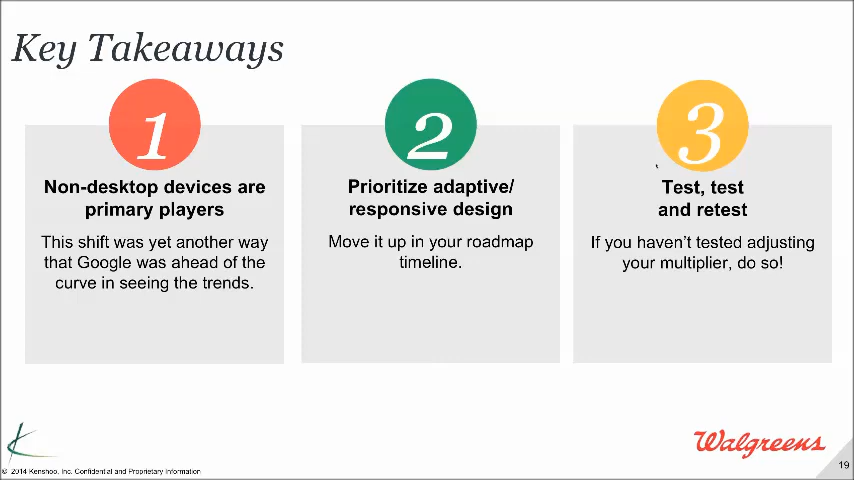 Key Takeaways
1
Non-desktop devices are
primary players
This shift was yet another way
that Google was ahead of the
curve in seeing the trends.
2
Prioritize adaptive/
responsive design
Move it up in your roadmap
timeline.
3
Test, test
and retest
If you haven't tested adjusting
your multiplier, do so!
Walgreens
© 2014 Kenshoo, Inc. Confidential and Proprietary Information
19